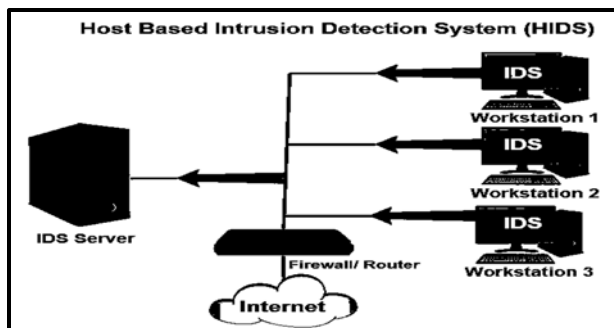 Host Based Intrusion Detection System (HIDS)
IDS
Workstation 1
IDS
Workstation 2
IDS
Workstation 3
IDS Server
Firewall/ Router
Internet